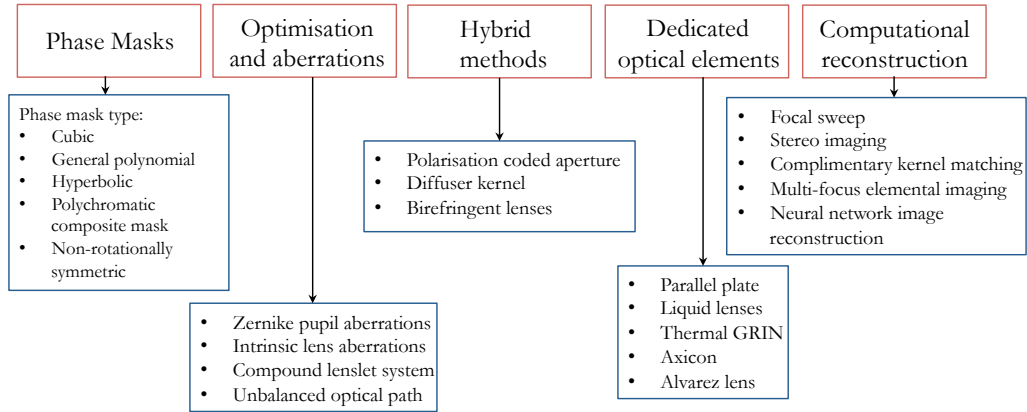 Phase Masks
Phase mask type:
• Cubic
• General polynomial
• Hyperbolic
• Polychromatic
composite mask
• Non-rotationally
symmetric
Optimisation
and aberrations
• Zernike pupil aberrations
• Intrinsic lens aberrations
• Compound lenslet system
• Unbalanced optical path
Hybrid
methods
• Polarisation coded aperture
• Diffuser kernel
• Birefringent lenses
Dedicated
optical elements
• Parallel plate
• Liquid lenses
• Thermal GRIN
• Axicon
• Alvarez lens
Computational
reconstruction
• Focal sweep
• Stereo imaging
• Complimentary kernel matching
• Multi-focus elemental imaging
• Neural network image
reconstruction